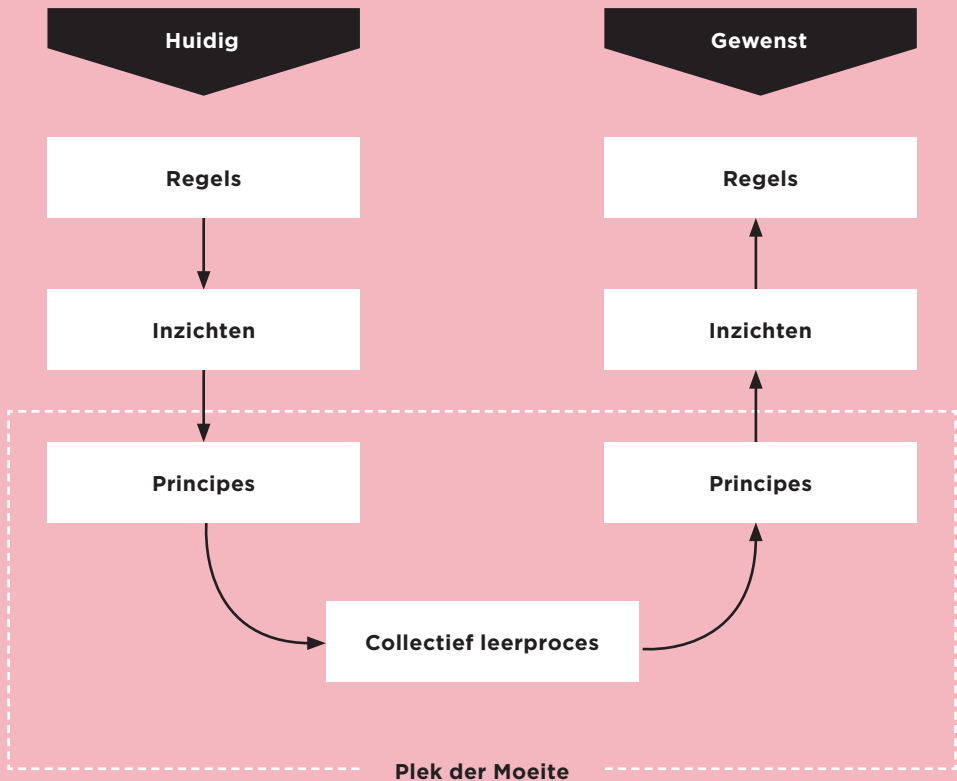 Huidig
Gewenst
Regels
Regels
Inzichten
Inzichten
Principes
Principes
Collectief leerproces
Plek der Moeite